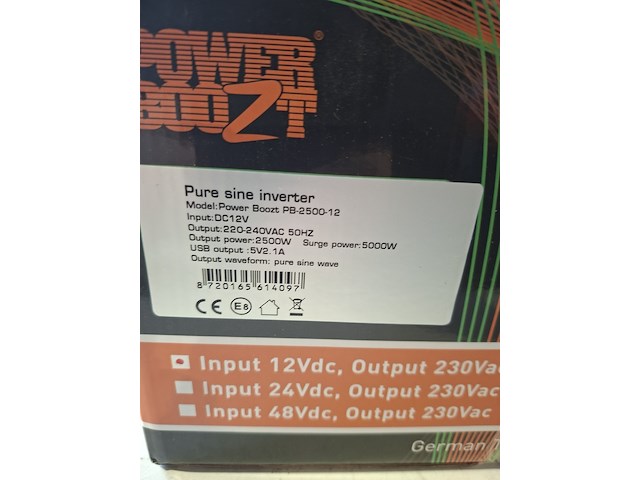 POWER
BOOZT®
Pure sine inverter
Model:Power Boozt PB-2500-12
Input:DC12V
Output:220-240VAC 50HZ
Output power:2500W Surge power:5000W
USB output :5V2.1A
Output waveform: pure sine wave
8 720165 614097
CE E8
Input 12Vdc, Output 230Vac
Input 24Vdc, Output 230Vac
Input 48Vdc, Output 230Vac
German